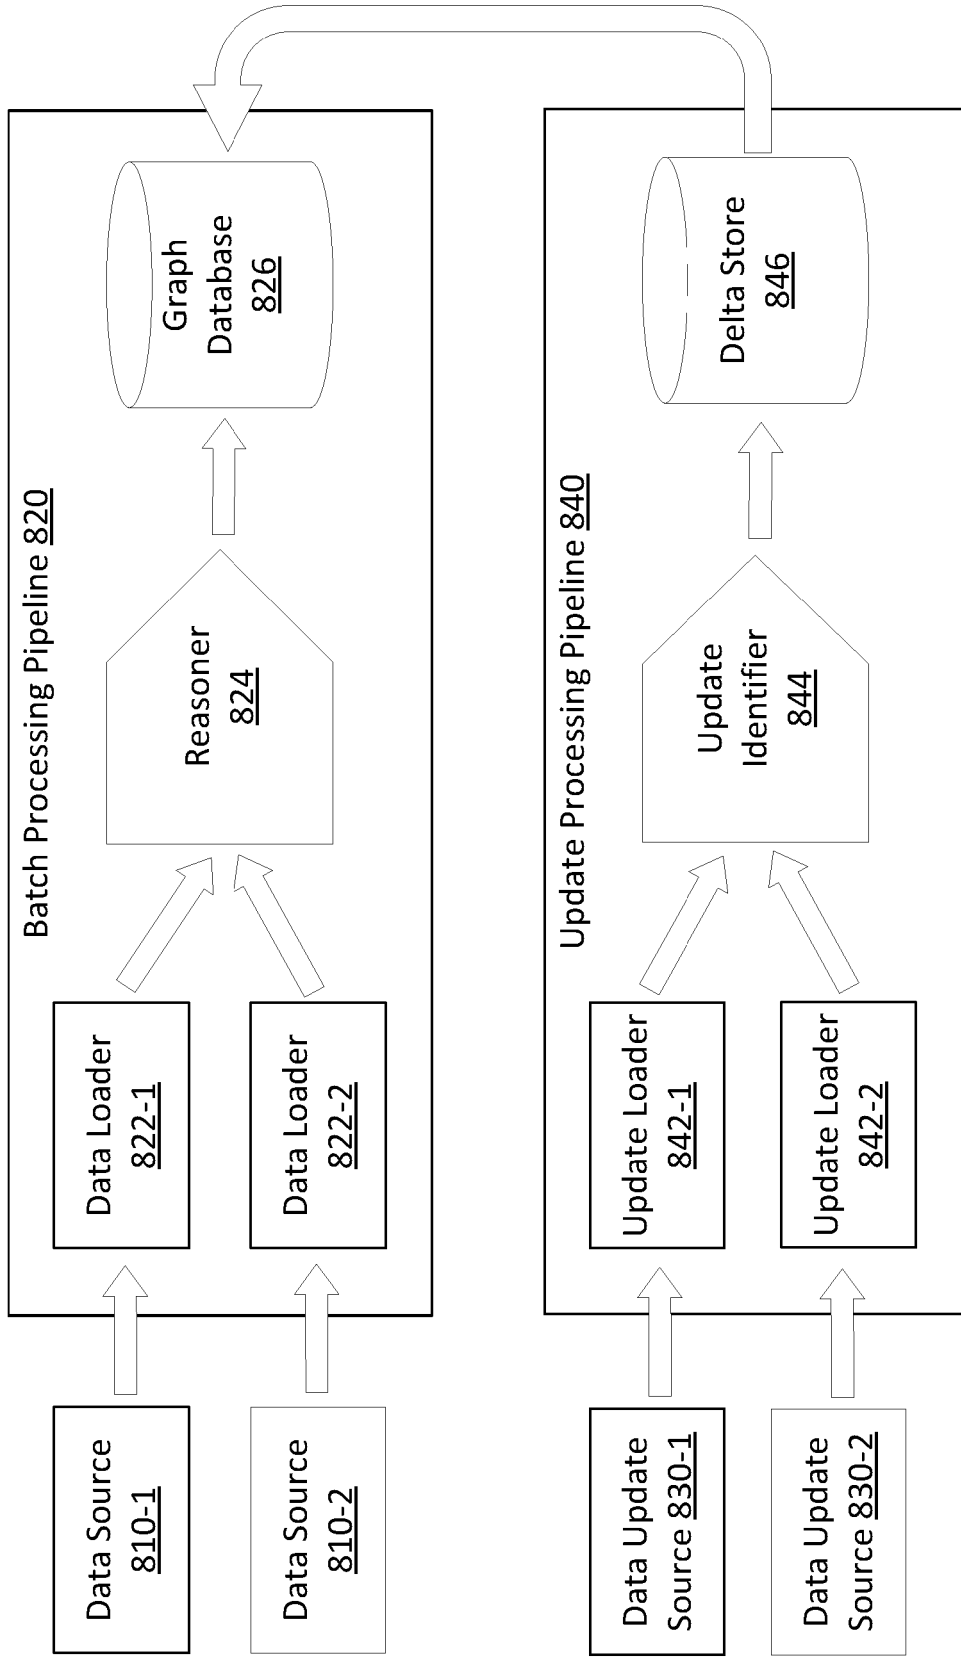 Batch Processing Pipeline 820
Data Source
810-1
Data Source
810-2
Data Loader
822-1
Data Loader
822-2
Reasoner
824
Graph
Database
826
Update Processing Pipeline 840
Data Update
Source 830-1
Data Update
Source 830-2
Update Loader
842-1
Update Loader
842-2
Update
Identifier
844
Delta Store
846